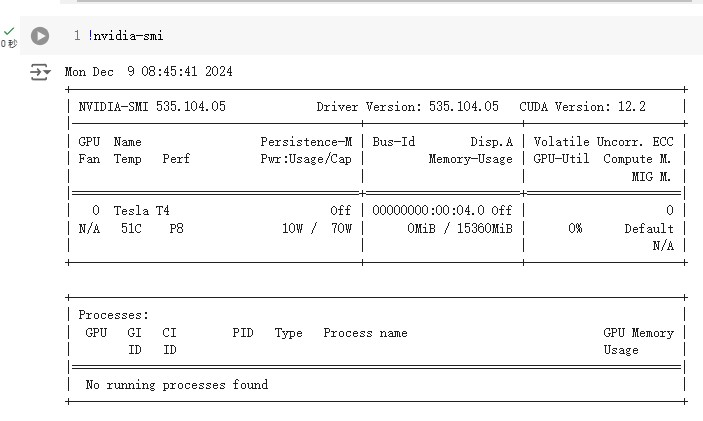 0 秒
1 !nvidia-smi
Mon Dec  9 08:45:41 2024
NVIDIA-SMI 535.104.05 Driver Version: 535.104.05 CUDA Version: 12.2
GPU Name Persistence-M Bus-Id Disp.A Volatile Uncorr. ECC
Fan Temp Perf Pwr:Usage/Cap Memory-Usage GPU-Util Compute M.
MIG M.
0 Tesla T4 Off 00000000:00:04.0 Off 0
N/A 51C P8 10W / 70W 0MiB / 15360MiB 0% Default
N/A
Processes:
GPU GI CI PID Type Process name GPU Memory
ID ID Usage
No running processes found